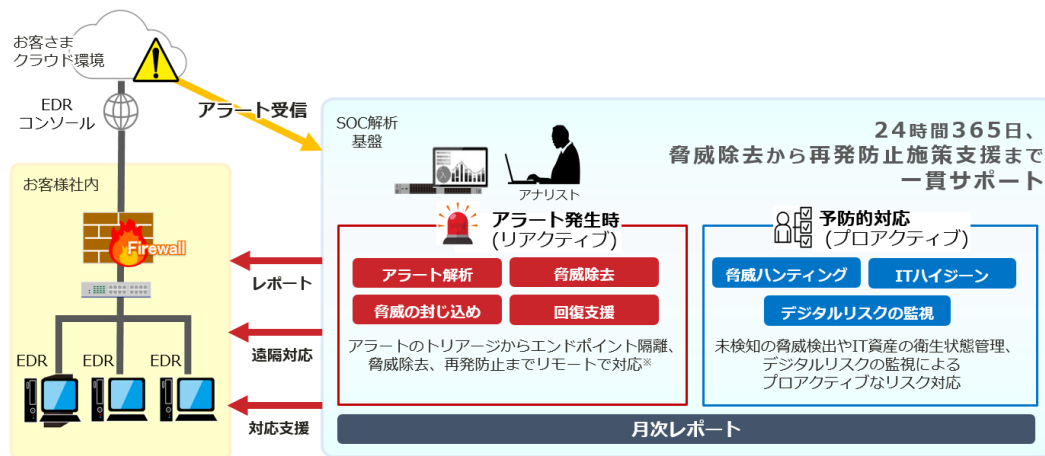 お客さま
クラウド環境
EDR
コンソール
アラート受信
お客様社内
Firewall
EDR
EDR
EDR
レポート
遠隔対応
対応支援
SOC解析
基盤
アナリスト
24時間365日、
脅威除去から再発防止施策支援まで
一貫サポート
アラート発生時
(リアクティブ)
アラート解析
脅威除去
脅威の封じ込め
回復支援
アラートのトリアージからエンドポイント隔離、
脅威除去、再発防止までリモートで対応※
予防的対応
(プロアクティブ)
脅威ハンティング
ITハイジーン
デジタルリスクの監視
未検知の脅威検出やIT資産の衛生状態管理、
デジタルリスクの監視による
プロアクティブなリスク対応
月次レポート